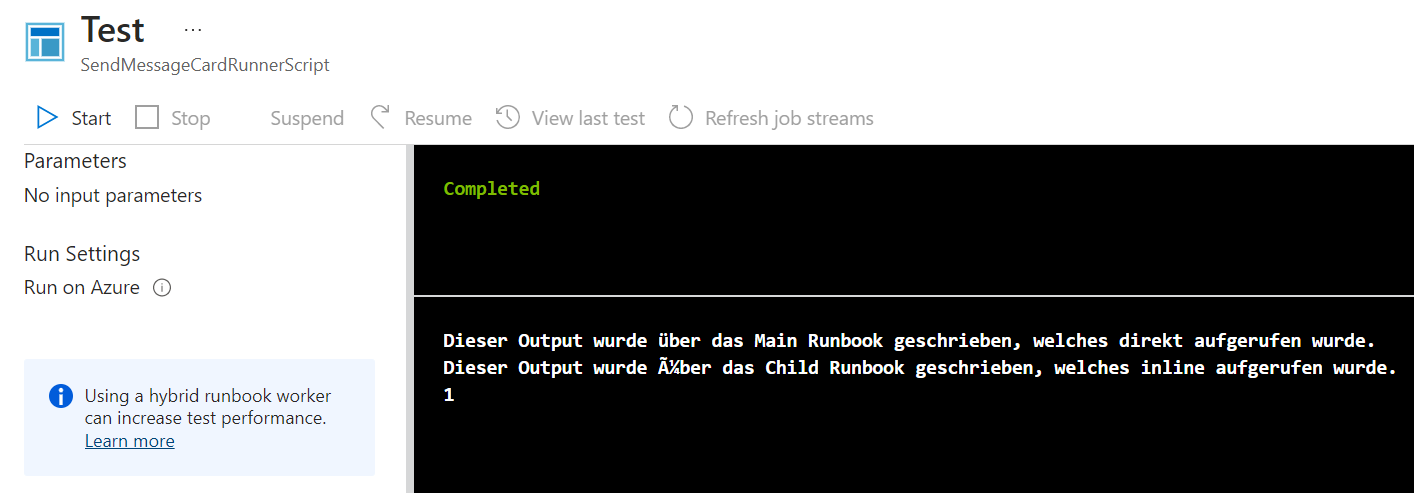 Test ...
SendMessageCardRunnerScript
Start Stop Suspend Resume View last test Refresh job streams
Parameters
No input parameters
Run Settings
Run on Azure
Using a hybrid runbook worker
can increase test performance.
Learn more
Completed
Dieser Output wurde über das Main Runbook geschrieben, welches direkt aufgerufen wurde.
Dieser Output wurde Ã¼ber das Child Runbook geschrieben, welches inline aufgerufen wurde.
1